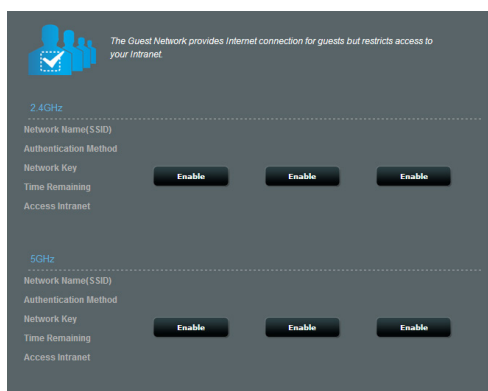 The Guest Network provides Internet connection for guests but restricts access to
your Intranet.
2.4GHz
Network Name(SSID)
Authentication Method
Network Key
Enable Enable Enable
Time Remaining
Access Intranet
5GHz
Network Name(SSID)
Authentication Method
Network Key
Enable Enable Enable
Time Remaining
Access Intranet